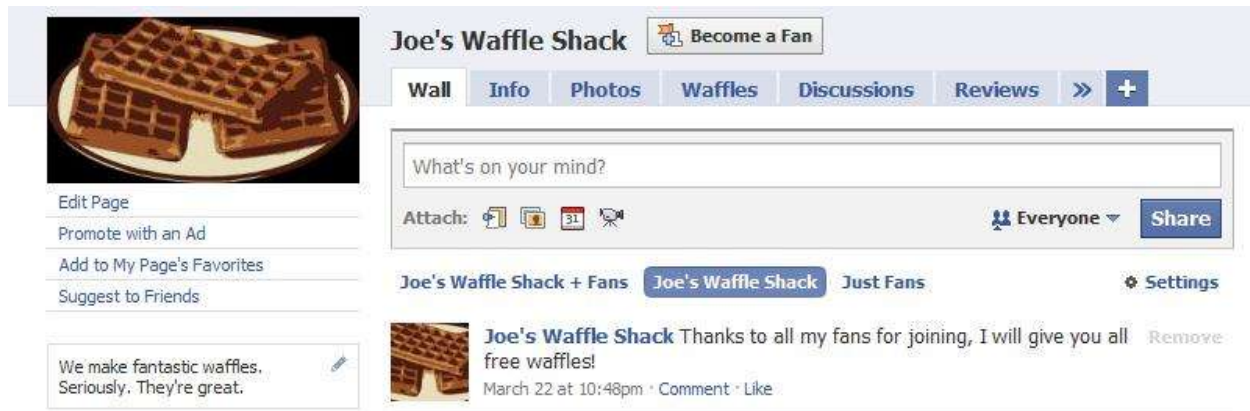 Joe's Waffle Shack
Become a Fan
Wall Info Photos Waffles Discussions Reviews » +
What's on your mind?
Attach: 31 Everyone Share
Edit Page
Promote with an Ad
Add to My Page's Favorites
Suggest to Friends
We make fantastic waffles.
Seriously. They're great.
Joe's Waffle Shack + Fans Joe's Waffle Shack Just Fans Settings
Joe's Waffle Shack Thanks to all my fans for joining, I will give you all Remove
free waffles!
March 22 at 10:48pm · Comment · Like